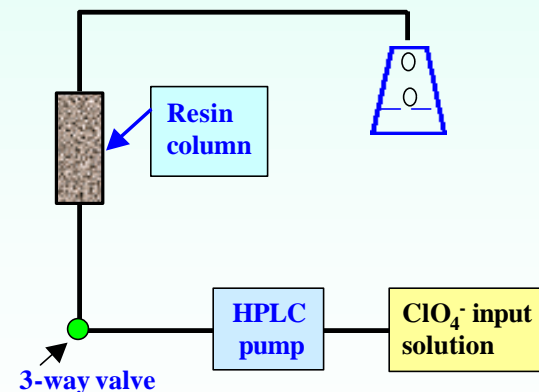 Resin
column
HPLC
pump
ClO₄⁻ input
solution
3-way valve